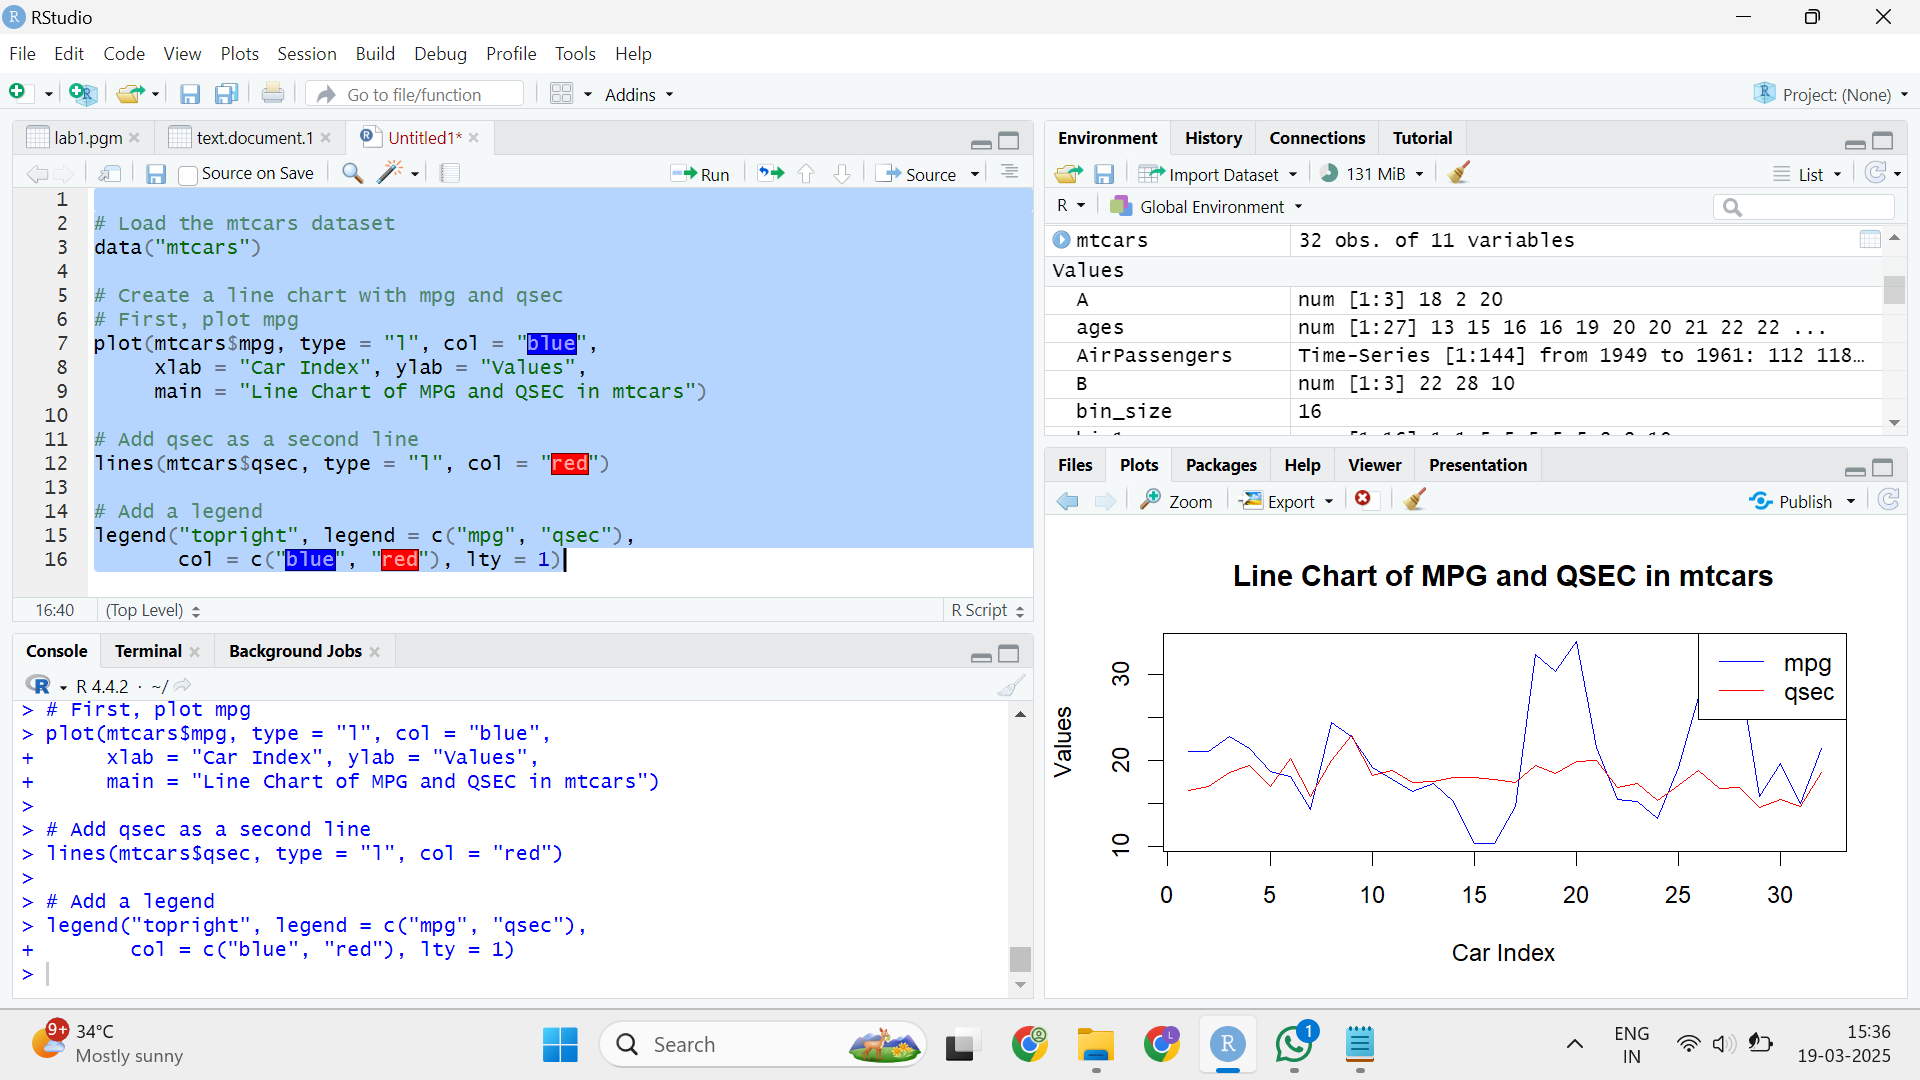 RStudio
File Edit Code View Plots Session Build Debug Profile Tools Help
Go to file/function Addins Project: (None)
lab1.pgm text.document.1 Untitled1*
Source on Save Run Source
1
2 # Load the mtcars dataset
3 data("mtcars")
4
5 # Create a line chart with mpg and qsec
6 # First, plot mpg
7 plot(mtcars$mpg, type = "l", col = "blue",
8 xlab = "Car Index", ylab = "Values",
9 main = "Line Chart of MPG and QSEC in mtcars")
10
11 # Add qsec as a second line
12 lines(mtcars$qsec, type = "l", col = "red")
13
14 # Add a legend
15 legend("topright", legend = c("mpg", "qsec"),
16 col = c("blue", "red"), lty = 1)
16:40 (Top Level) R Script
Console Terminal Background Jobs
R 4.4.2 · ~/
> # First, plot mpg
> plot(mtcars$mpg, type = "l", col = "blue",
+ xlab = "Car Index", ylab = "Values",
+ main = "Line Chart of MPG and QSEC in mtcars")
>
> # Add qsec as a second line
> lines(mtcars$qsec, type = "l", col = "red")
>
> # Add a legend
> legend("topright", legend = c("mpg", "qsec"),
+ col = c("blue", "red"), lty = 1)
>
Environment History Connections Tutorial
Import Dataset 131 MiB List
R Global Environment
mtcars 32 obs. of 11 variables
Values
A num [1:3] 18 2 20
ages num [1:27] 13 15 16 16 19 20 20 21 22 22 ...
AirPassengers Time-Series [1:144] from 1949 to 1961: 112 118…
B num [1:3] 22 28 10
bin_size 16
Files Plots Packages Help Viewer Presentation
Zoom Export Publish
Line Chart of MPG and QSEC in mtcars
mpg
qsec
Values
30
20
10
0 5 10 15 20 25 30
Car Index
9+ 34°C
Mostly sunny
Search
L
R
1
ENG
IN
15:36
19-03-2025